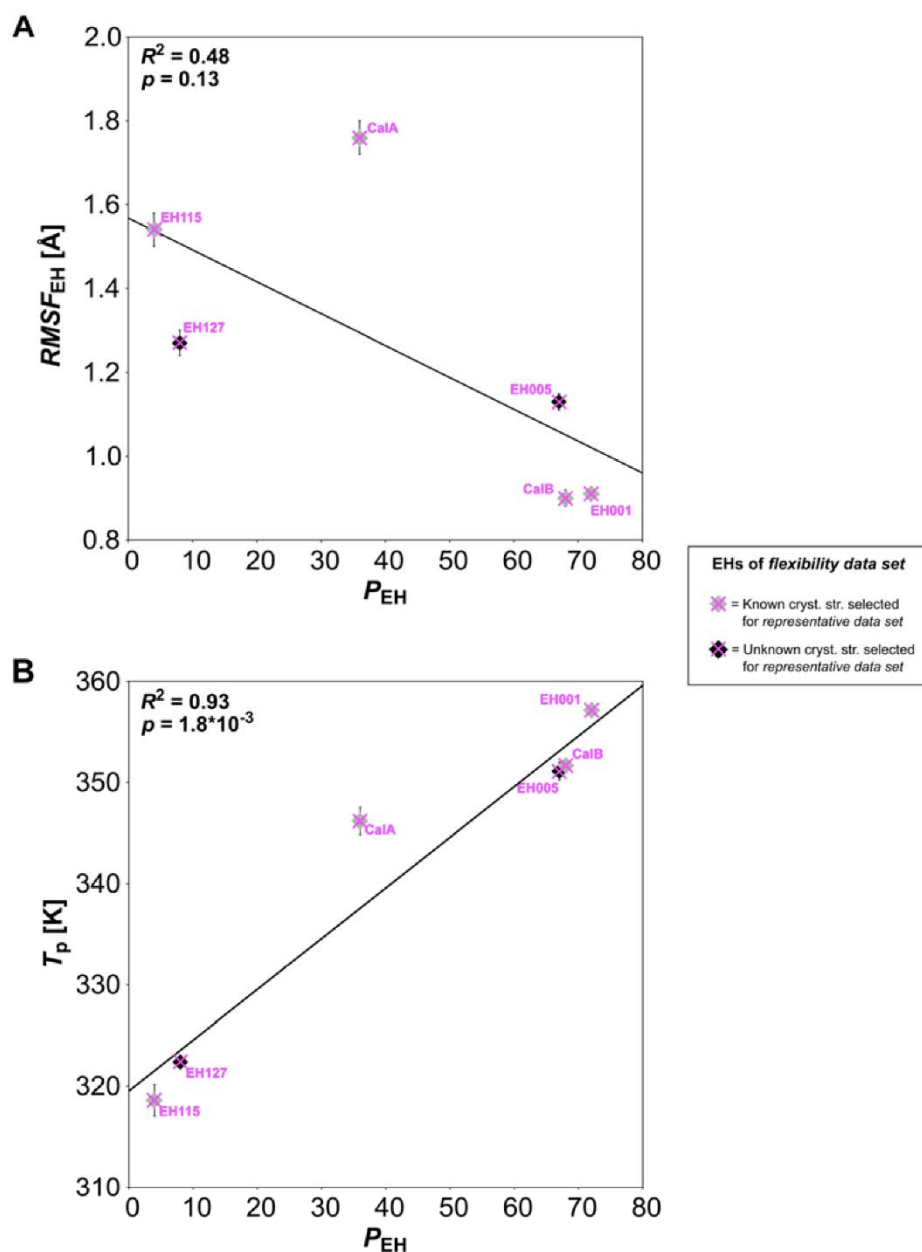 A
R² = 0.48
p = 0.13
2.0
1.8
1.6
1.4
1.2
1.0
0.8
RMSF_EH [Å]
CalA
EH115
EH127
EH005
CalB
EH001
0 10 20 30 40 50 60 70 80
P_EH
EHs of flexibility data set
= Known cryst. str. selected
for representative data set
= Unknown cryst. str. selected
for representative data set
B
R² = 0.93
p = 1.8*10⁻³
360
350
340
330
320
310
T_p [K]
EH001
CalB
EH005
CalA
EH127
EH115
0 10 20 30 40 50 60 70 80
P_EH